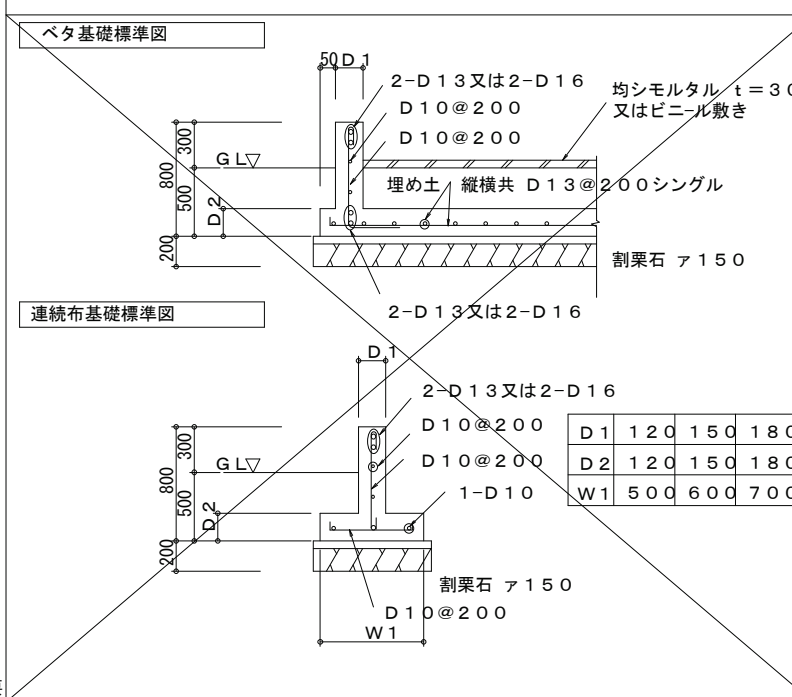 ベタ基礎標準図
50 D1
2-D13又は2-D16
D10@200
D10@200
均シモルタル t=30
又はビニール敷き
300
800
GL▽
500
D2
200
埋め土 縦横共 D13@200シングル
割栗石 ァ150
2-D13又は2-D16
連続布基礎標準図
D1
2-D13又は2-D16
D10@200
D10@200
1-D10
300
800
GL▽
500
D2
200
割栗石 ァ150
D10@200
W1
D1 120 150 180
D2 120 150 180
W1 500 600 700